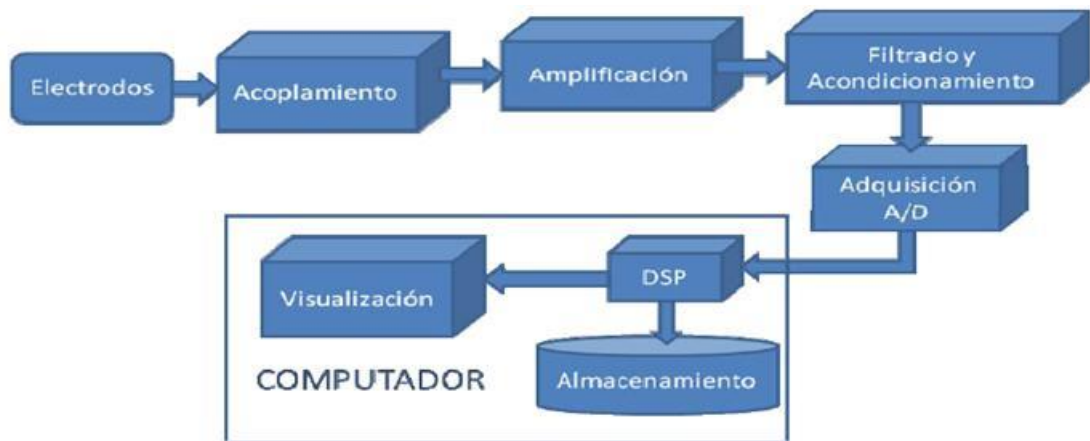 Electrodos
Acoplamiento
Amplificación
Filtrado y
Acondicionamiento
Adquisición
A/D
DSP
Visualización
Almacenamiento
COMPUTADOR